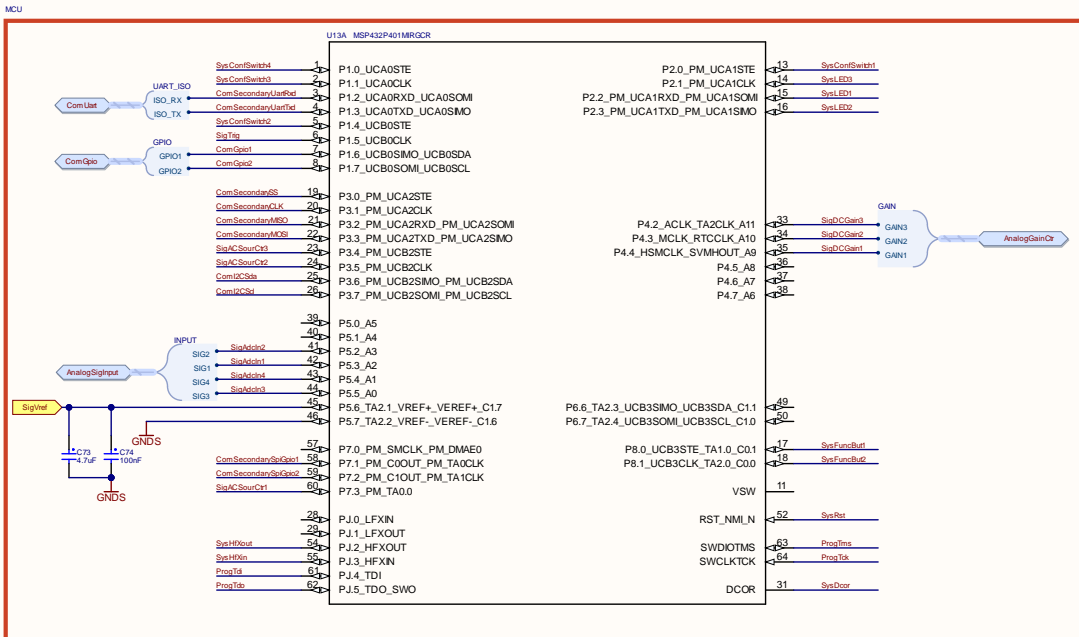 MCU
U13A MSP432P401MIRGCR
SysConfSwitch4 1 P1.0_UCA0STE
SysConfSwitch3 2 P1.1_UCA0CLK
ComSecondaryUartRxd 3 P1.2_UCA0RXD_UCA0SOMI
ComSecondaryUartTxd 4 P1.3_UCA0TXD_UCA0SIMO
SysConfSwitch2 5 P1.4_UCB0STE
SigTrig 6 P1.5_UCB0CLK
ComGpio1 7 P1.6_UCB0SIMO_UCB0SDA
ComGpio2 8 P1.7_UCB0SOMI_UCB0SCL
ComUart
UART_ISO
ISO_RX
ISO_TX
ComGpio
GPIO
GPIO1
GPIO2
ComSecondarySS 19 P3.0_PM_UCA2STE
ComSecondaryCLK 20 P3.1_PM_UCA2CLK
ComSecondaryMISO 21 P3.2_PM_UCA2RXD_PM_UCA2SOMI
ComSecondaryMOSI 22 P3.3_PM_UCA2TXD_PM_UCA2SIMO
SigACSourCtr3 23 P3.4_PM_UCB2STE
SigACSourCtr2 24 P3.5_PM_UCB2CLK
ComI2CSda 25 P3.6_PM_UCB2SIMO_PM_UCB2SDA
ComI2CScl 26 P3.7_PM_UCB2SOMI_PM_UCB2SCL
39 P5.0_A5
40 P5.1_A4
SigAdcIn2 41 P5.2_A3
SigAdcIn1 42 P5.3_A2
SigAdcIn4 43 P5.4_A1
SigAdcIn3 44 P5.5_A0
45 P5.6_TA2.1_VREF+_VEREF+_C1.7
46 P5.7_TA2.2_VREF-_VEREF-_C1.6
AnalogSigInput
INPUT
SIG2
SIG1
SIG4
SIG3
SigVref
GNDS
C73
4.7uF
C74
100nF
GNDS
57 P7.0_PM_SMCLK_PM_DMAE0
ComSecondarySpiGpio1 58 P7.1_PM_C0OUT_PM_TA0CLK
ComSecondarySpiGpio2 59 P7.2_PM_C1OUT_PM_TA1CLK
SigACSourCtr1 60 P7.3_PM_TA0.0
28 PJ.0_LFXIN
29 PJ.1_LFXOUT
SysHfXout 54 PJ.2_HFXOUT
SysHfXin 55 PJ.3_HFXIN
ProgTdi 61 PJ.4_TDI
ProgTdo 62 PJ.5_TDO_SWO
P2.0_PM_UCA1STE 13 SysConfSwitch1
P2.1_PM_UCA1CLK 14 SysLED3
P2.2_PM_UCA1RXD_PM_UCA1SOMI 15 SysLED1
P2.3_PM_UCA1TXD_PM_UCA1SIMO 16 SysLED2
P4.2_ACLK_TA2CLK_A11 33 SigDCGain3
P4.3_MCLK_RTCCLK_A10 34 SigDCGain2
P4.4_HSMCLK_SVMHOUT_A9 35 SigDCGain1
P4.5_A8 36
P4.6_A7 37
P4.7_A6 38
GAIN
GAIN3
GAIN2
GAIN1
AnalogGainCtr
P6.6_TA2.3_UCB3SIMO_UCB3SDA_C1.1 49
P6.7_TA2.4_UCB3SOMI_UCB3SCL_C1.0 50
P8.0_UCB3STE_TA1.0_C0.1 17 SysFuncBut1
P8.1_UCB3CLK_TA2.0_C0.0 18 SysFuncBut2
VSW 11
RST_NMI_N 52 SysRst
SWDIOTMS 63 ProgTms
SWCLKTCK 64 ProgTck
DCOR 31 SysDcor